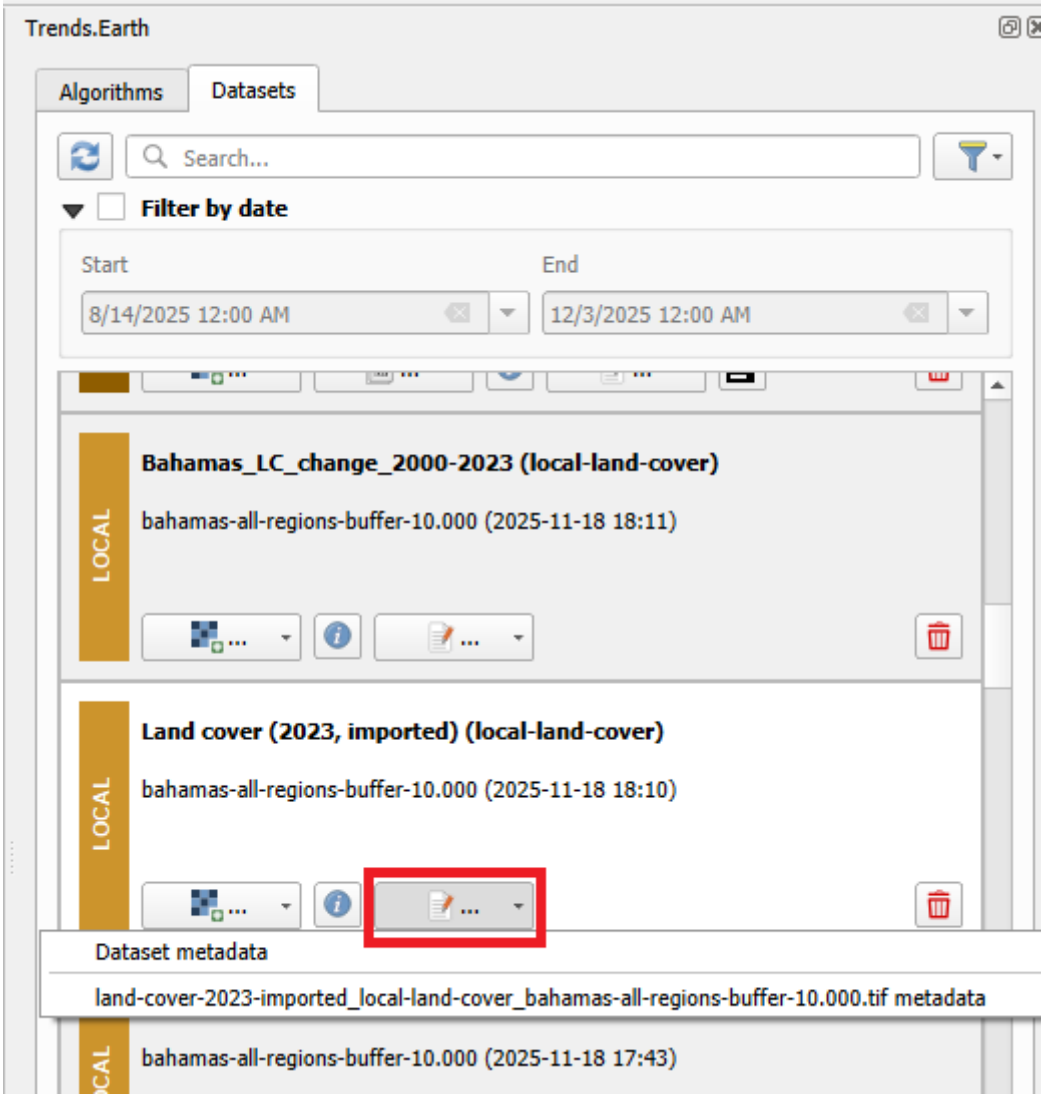 Trends.Earth
Algorithms
Datasets
Search...
Filter by date
Start
End
8/14/2025 12:00 AM
12/3/2025 12:00 AM
...
...
...
Bahamas_LC_change_2000-2023 (local-land-cover)
LOCAL
bahamas-all-regions-buffer-10.000 (2025-11-18 18:11)
...
...
Land cover (2023, imported) (local-land-cover)
LOCAL
bahamas-all-regions-buffer-10.000 (2025-11-18 18:10)
...
...
Dataset metadata
land-cover-2023-imported_local-land-cover_bahamas-all-regions-buffer-10.000.tif metadata
bahamas-all-regions-buffer-10.000 (2025-11-18 17:43)